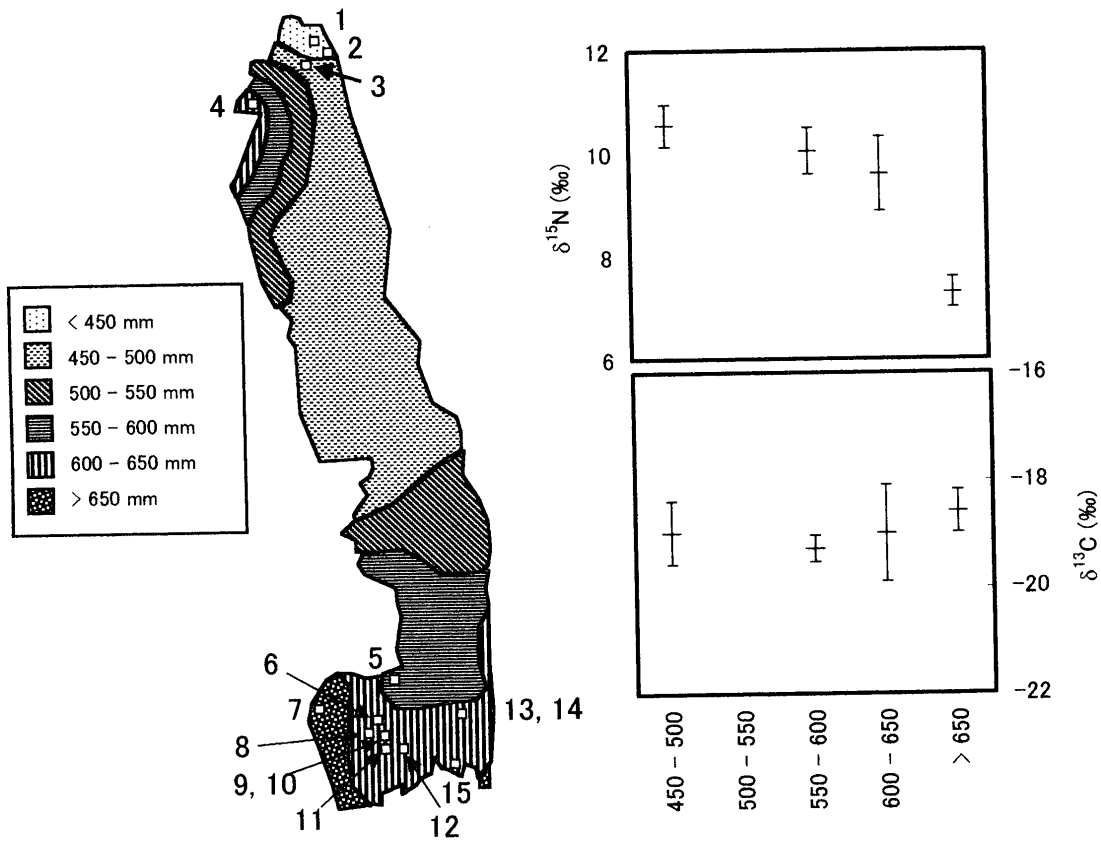 1
2
3
4
< 450 mm
450 – 500 mm
500 – 550 mm
550 – 600 mm
600 – 650 mm
> 650 mm
5
6
7
8
9, 10
11
12
13, 14
15
12
10
8
6
δ15N (‰)
-16
-18
-20
-22
δ13C (‰)
450 – 500
500 – 550
550 – 600
600 – 650
> 650